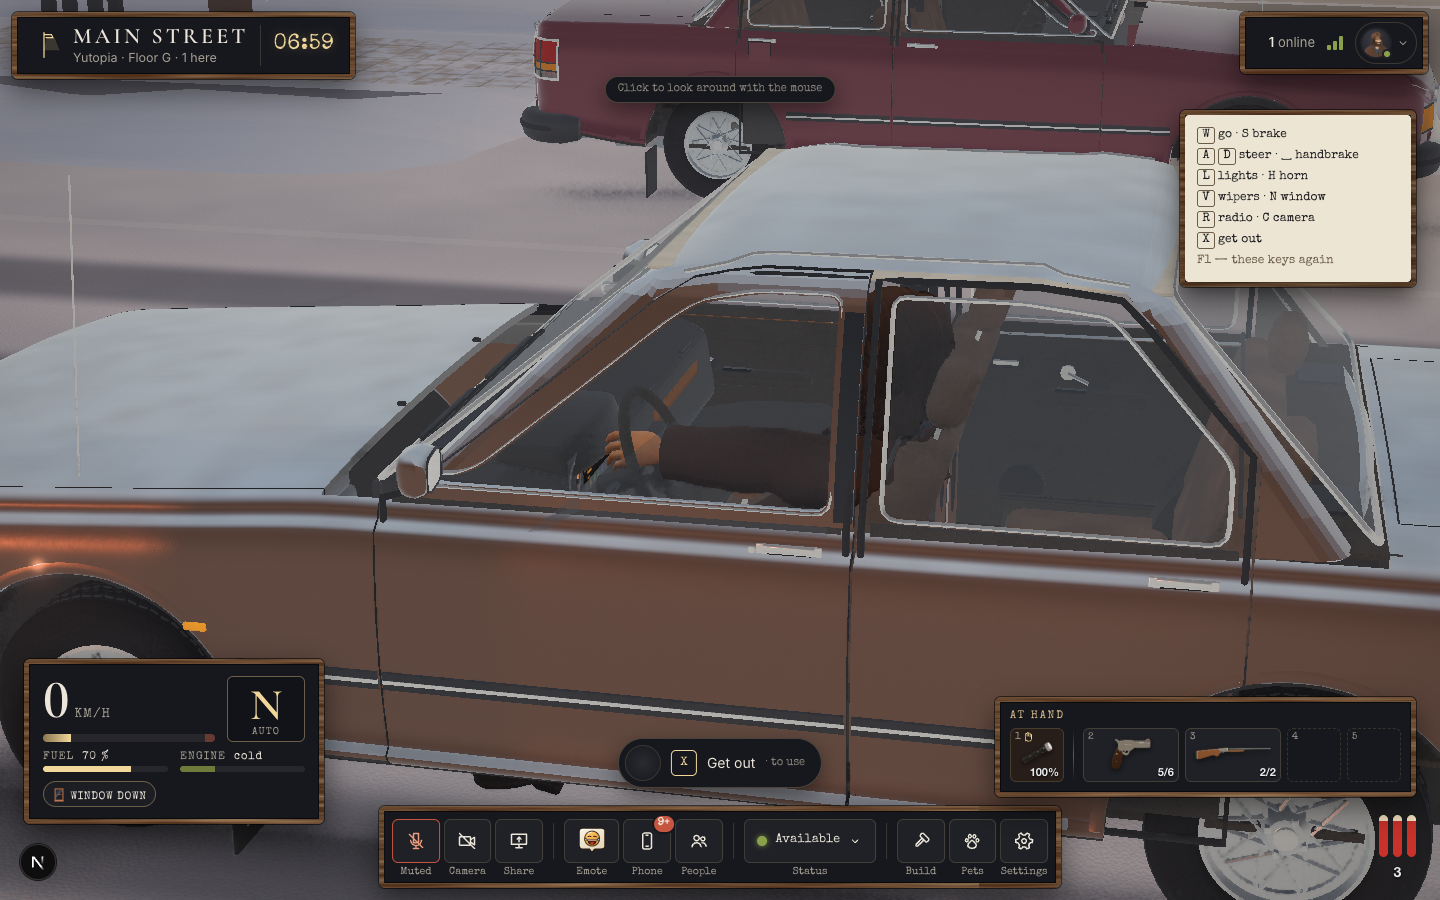 MAIN STREET
Yutopia · Floor G · 1 here
06:59
Click to look around with the mouse
1 online
W go · S brake
A D steer · ⎵ handbrake
L lights · H horn
V wipers · N window
R radio · C camera
X get out
F1 — these keys again
0 KM/H
N
AUTO
FUEL 70 %
ENGINE cold
WINDOW DOWN
X Get out · to use
AT HAND
1
100%
2
5/6
3
2/2
4
5
9+
Available
Muted
Camera
Share
Emote
Phone
People
Status
Build
Pets
Settings
N
3